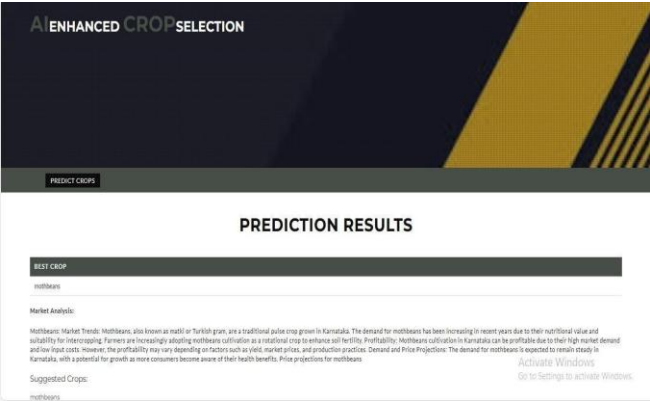 AI ENHANCED CROP SELECTION
PREDICT CROPS
PREDICTION RESULTS
BEST CROP
mothbeans
Market Analysis:
Mothbeans: Market Trends: Mothbeans, also known as matki or Turkish gram, are a traditional pulse crop grown in Karnataka. The demand for mothbeans has been increasing in recent years due to their nutritional value and
suitability for intercropping. Farmers are increasingly adopting mothbeans cultivation as a rotational crop to enhance soil fertility. Profitability: Mothbeans cultivation in Karnataka can be profitable due to their high market demand
and low input costs. However, the profitability may vary depending on factors such as yield, market prices, and production practices. Demand and Price Projections: The demand for mothbeans is expected to remain steady in
Karnataka, with a potential for growth as more consumers become aware of their health benefits. Price projections for mothbeans
Activate Windows
Go to Settings to activate Windows.
Suggested Crops:
mothbeans